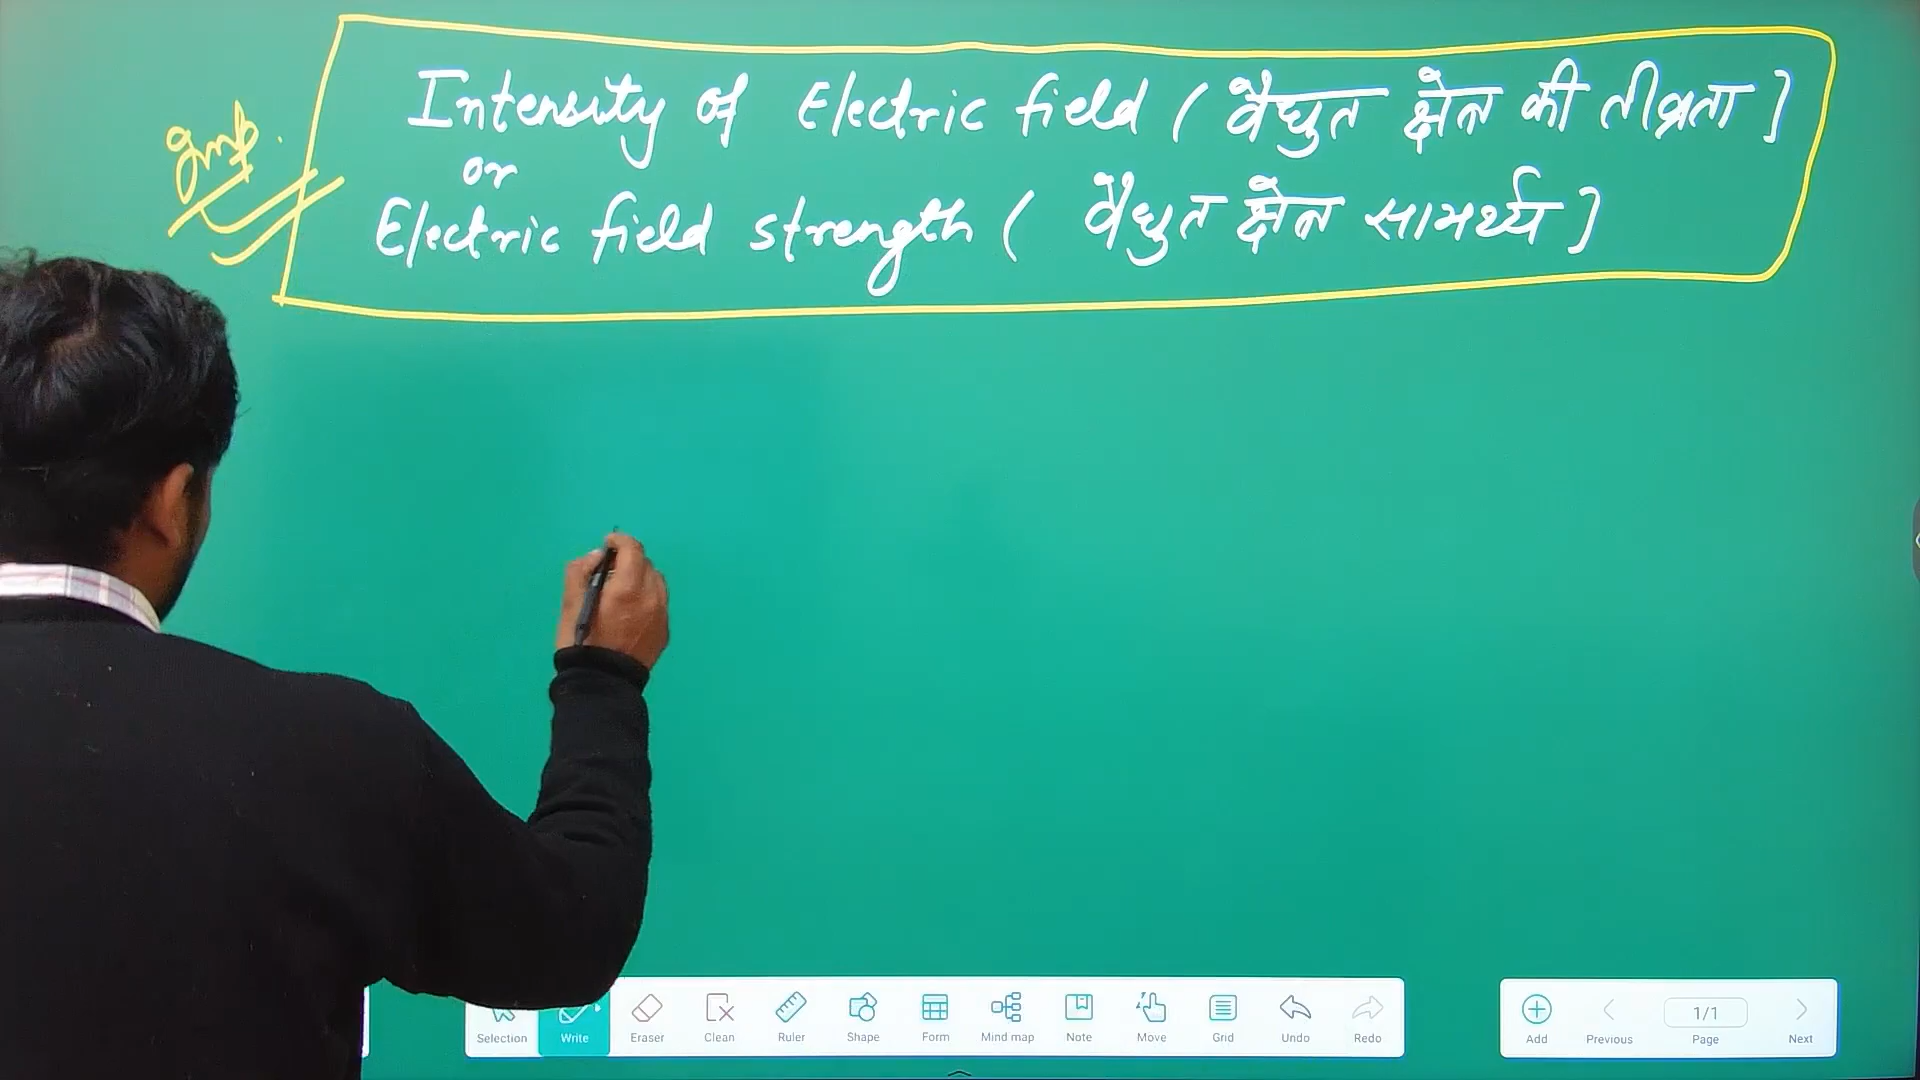 Imp.
Intensity of Electric field ( वैद्युत क्षेत्र की तीव्रता )
or
Electric field strength ( वैद्युत क्षेत्र सामर्थ्य )
Selection Write Eraser Clean Ruler Shape Form Mind map Note Move Grid Undo Redo
1/1
Add Previous Page Next